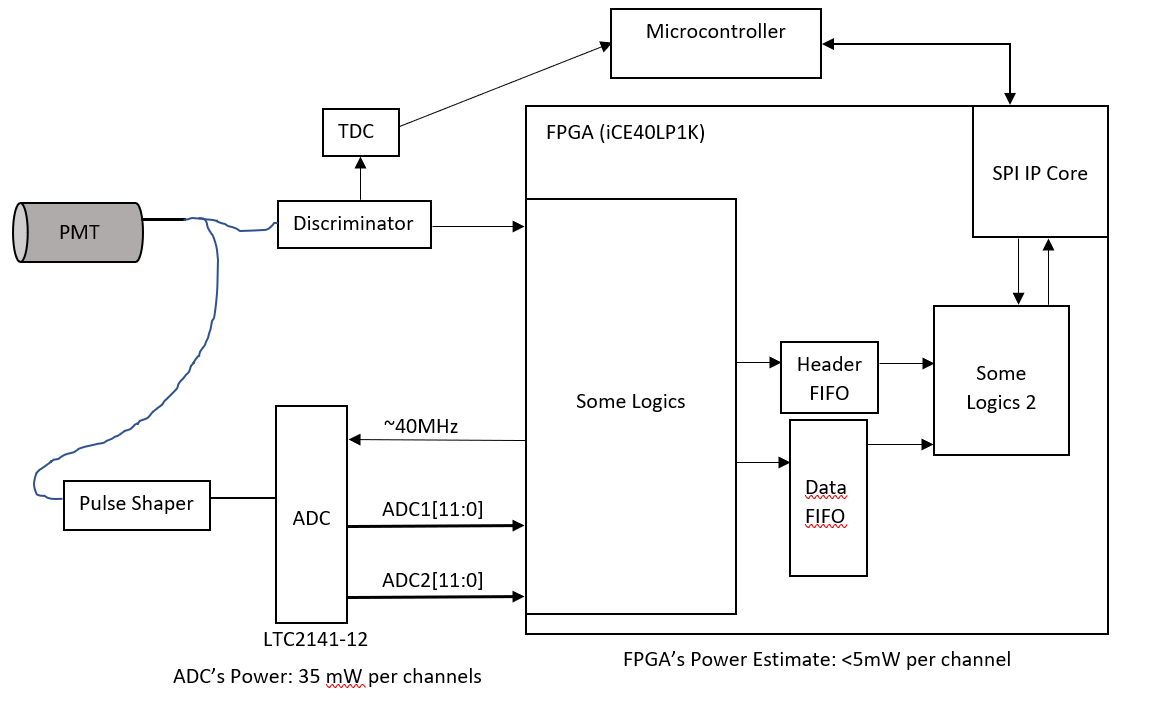 Microcontroller
TDC
FPGA (iCE40LP1K)
SPI IP Core
PMT
Discriminator
Header
FIFO
Some
Logics 2
Some Logics
~40MHz
Data
FIFO
Pulse Shaper
ADC
ADC1[11:0]
ADC2[11:0]
LTC2141-12
FPGA's Power Estimate: <5mW per channel
ADC's Power: 35 mW per channels